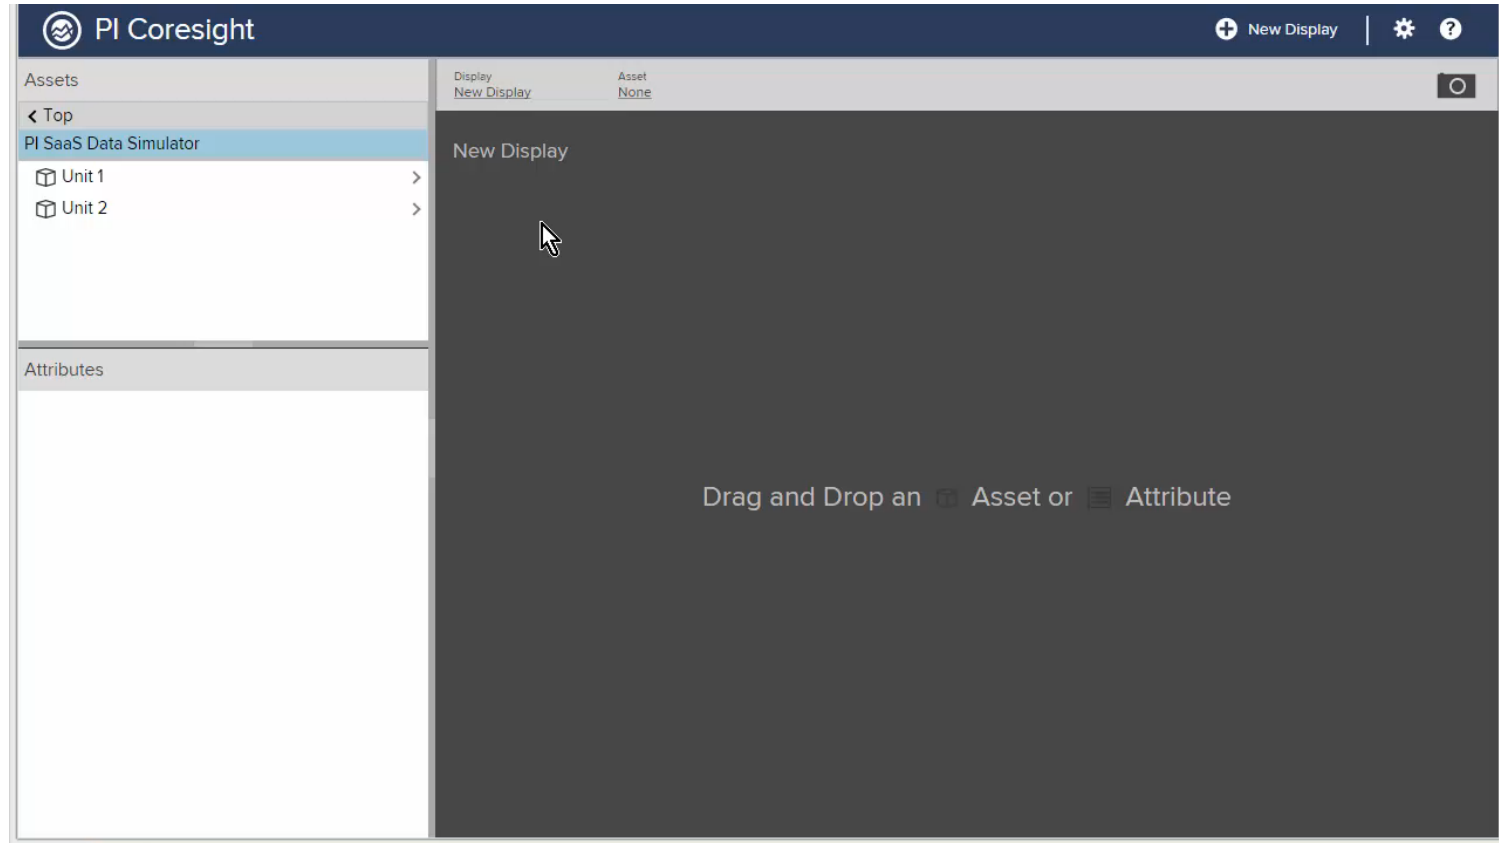 PI Coresight
New Display
?
Assets
Top
PI SaaS Data Simulator
Unit 1
Unit 2
Attributes
Display
New Display
Asset
None
New Display
Drag and Drop an Asset or Attribute